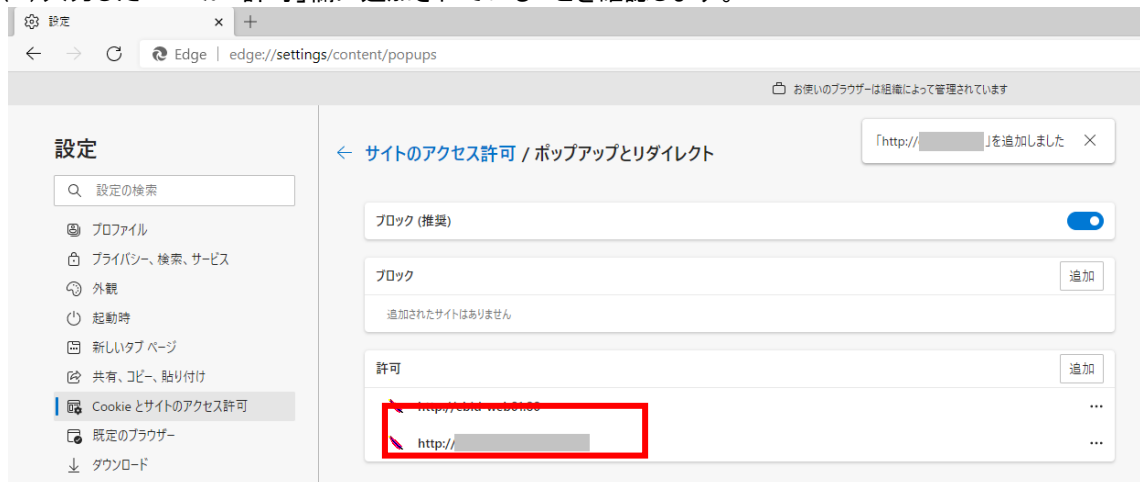 設定
Edge | edge://settings/content/popups
お使いのブラウザーは組織によって管理されています
設定
設定の検索
プロファイル
プライバシー、検索、サービス
外観
起動時
新しいタブ ページ
共有、コピー、貼り付け
Cookie とサイトのアクセス許可
既定のブラウザー
ダウンロード
サイトのアクセス許可 / ポップアップとリダイレクト
「http:// 」を追加しました
ブロック (推奨)
ブロック
追加
追加されたサイトはありません
許可
追加
http://